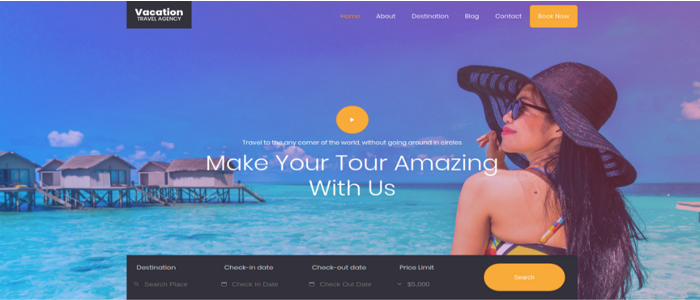 Vacation
TRAVEL AGENCY
Home About Destination Blog Contact Book Now
Travel to the any corner of the world, without going around in circles
Make Your Tour Amazing
With Us
Destination Check-in date Check-out date Price Limit
Search Place Check In Date Check Out Date $5,000 Search